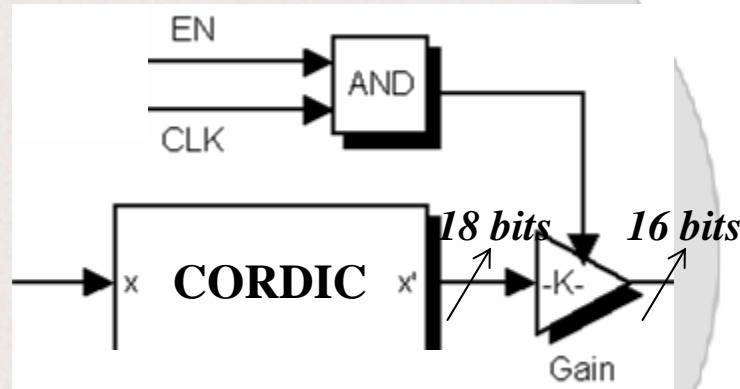 EN
AND
CLK
18 bits
16 bits
x
CORDIC
x'
-K-
Gain